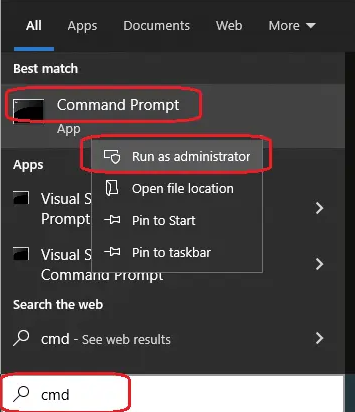 All Apps Documents Web More
Best match
Command Prompt
App
Run as administrator
Apps
Open file location
Visual S
Prompt
Pin to Start
Visual S
Pin to taskbar
Command Prompt
Search the web
cmd - See web results
cmd